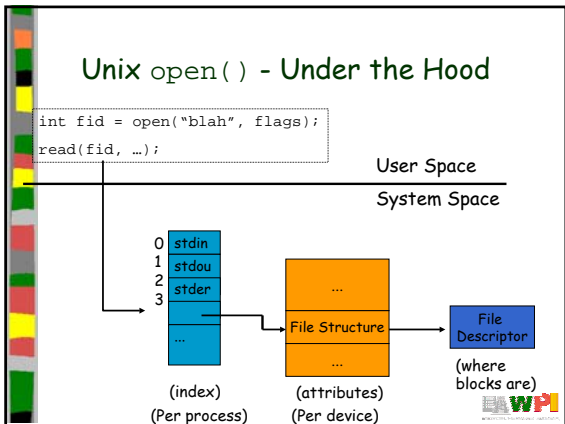 Unix open() - Under the Hood
int fid = open("blah", flags);
read(fid, …);
User Space
System Space
0 stdin
1 stdou
2 stder
3
...
...
File Structure
...
File
Descriptor
(where
blocks are)
(index)
(Per process)
(attributes)
(Per device)
WPI